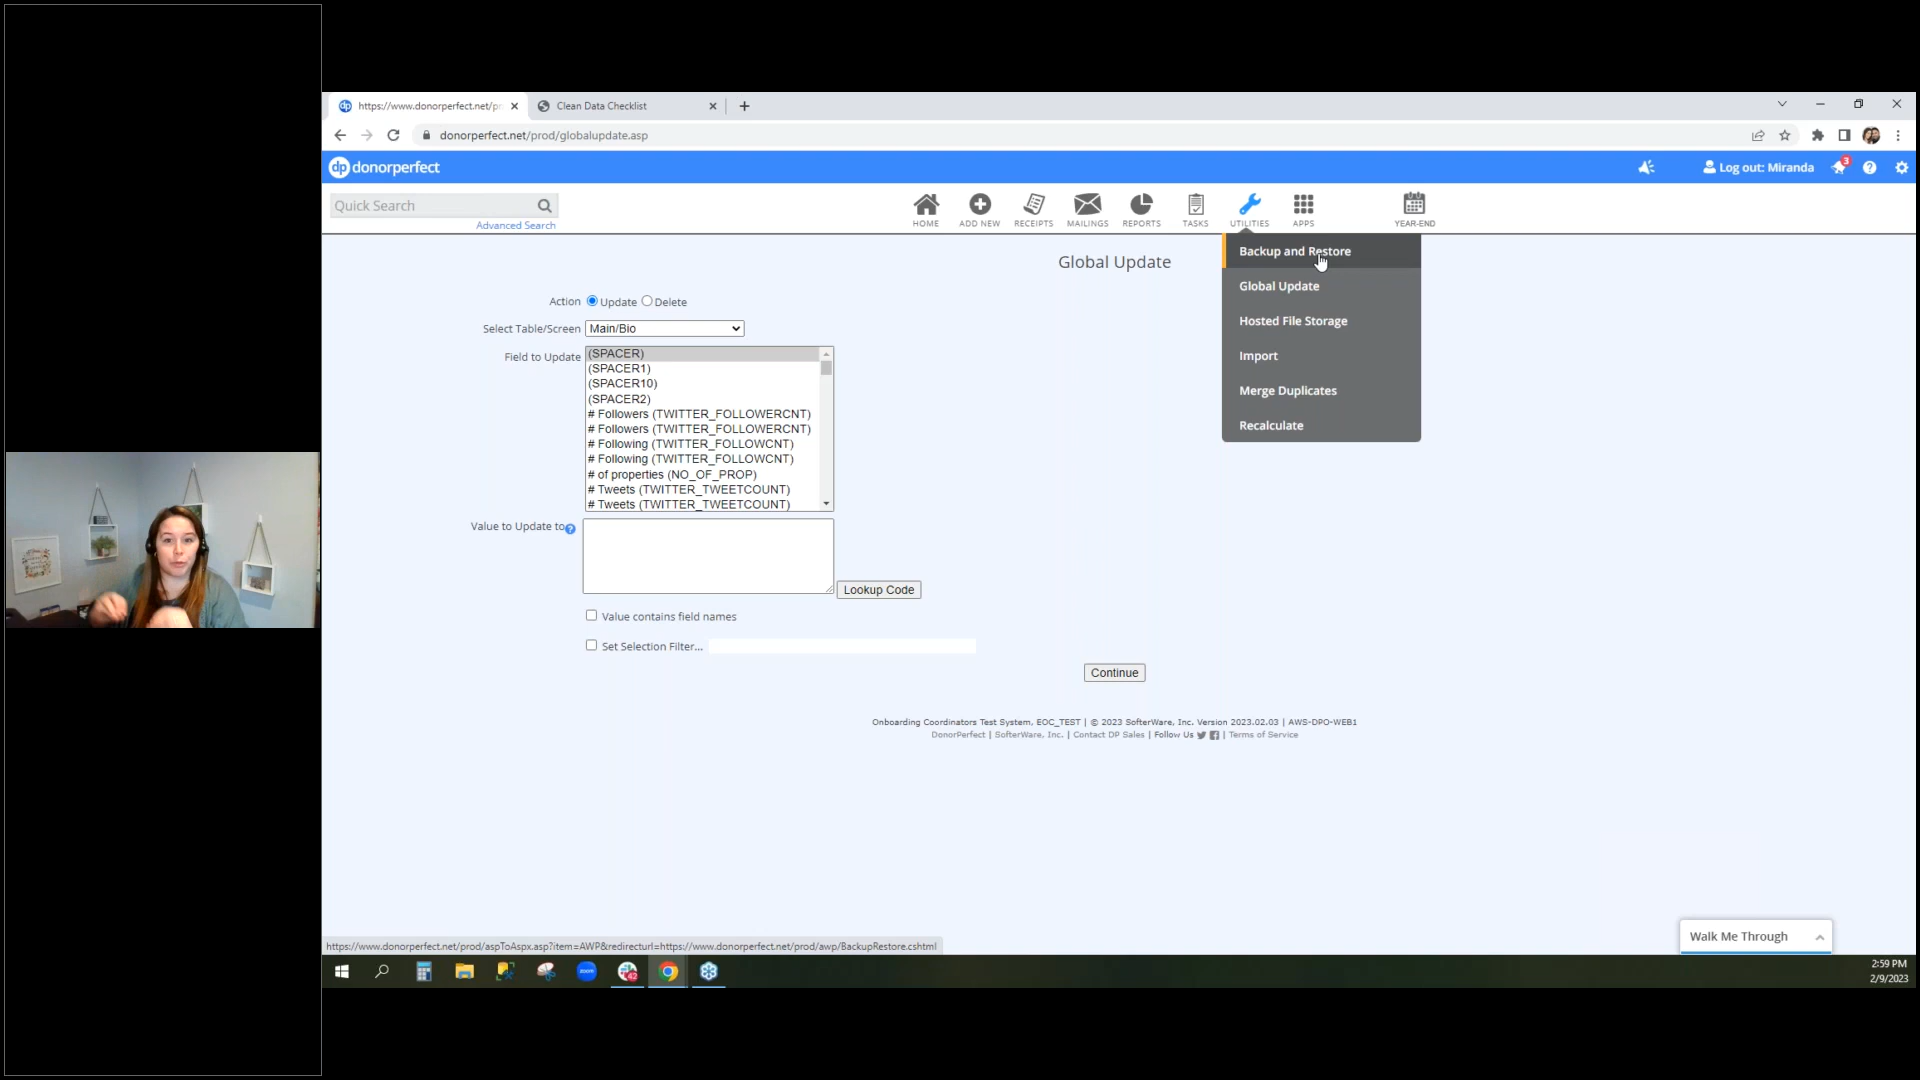 https://www.donorperfect.net/pr
Clean Data Checklist
donorperfect.net/prod/globalupdate.asp
dp donorperfect
Log out: Miranda
3
Quick Search
Advanced Search
HOME
ADD NEW
RECEIPTS
MAILINGS
REPORTS
TASKS
UTILITIES
APPS
YEAR-END
Backup and Restore
Global Update
Hosted File Storage
Import
Merge Duplicates
Recalculate
Global Update
Action Update Delete
Select Table/Screen Main/Bio
Field to Update
(SPACER)
(SPACER1)
(SPACER10)
(SPACER2)
# Followers (TWITTER_FOLLOWERCNT)
# Followers (TWITTER_FOLLOWERCNT)
# Following (TWITTER_FOLLOWCNT)
# Following (TWITTER_FOLLOWCNT)
# of properties (NO_OF_PROP)
# Tweets (TWITTER_TWEETCOUNT)
# Tweets (TWITTER_TWEETCOUNT)
Value to Update to ?
Lookup Code
Value contains field names
Set Selection Filter...
Continue
Onboarding Coordinators Test System, EOC_TEST | © 2023 SofterWare, Inc. Version 2023.02.03 | AWS-DPO-WEB1
DonorPerfect | SofterWare, Inc. | Contact DP Sales | Follow Us | Terms of Service
Walk Me Through
https://www.donorperfect.net/prod/aspToAspx.asp?item=AWP&redirecturl=https://www.donorperfect.net/prod/awp/BackupRestore.cshtml
zoom
42
2:59 PM
2/9/2023